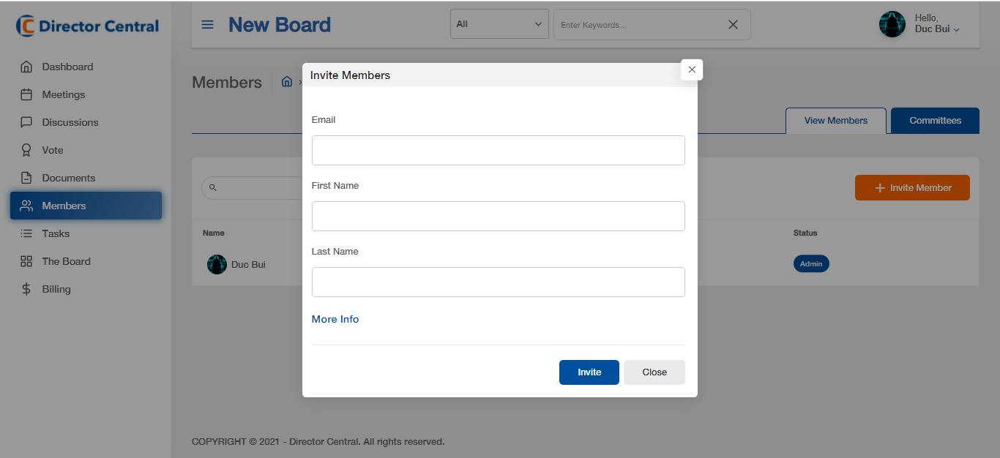 Director Central
New Board
All
Enter Keywords...
Hello,
Duc Bui
Dashboard
Meetings
Discussions
Vote
Documents
Members
Tasks
The Board
Billing
Members
View Members
Committees
Invite Member
Name
Status
Duc Bui
Admin
Invite Members
Email
First Name
Last Name
More Info
Invite
Close
COPYRIGHT © 2021 - Director Central. All rights reserved.